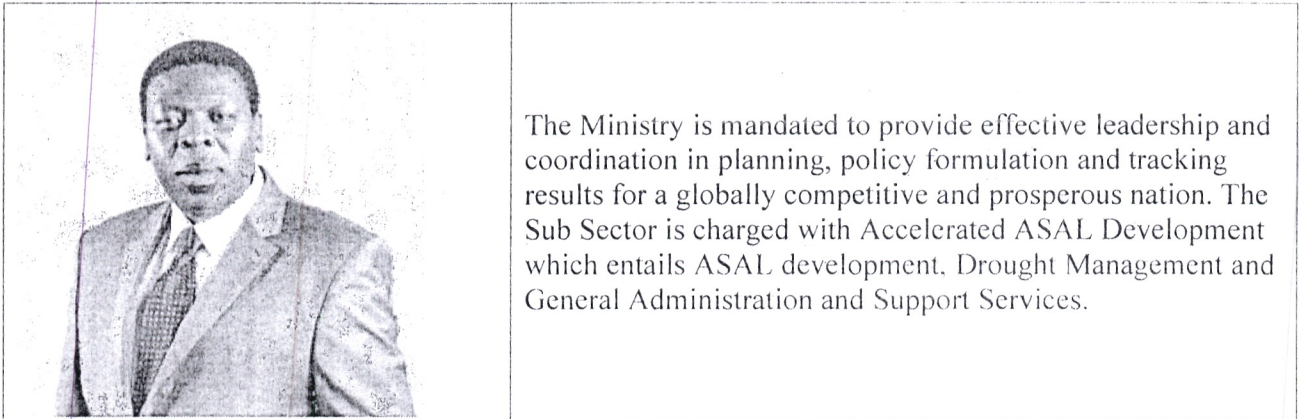 The Ministry is mandated to provide effective leadership and
coordination in planning, policy formulation and tracking
results for a globally competitive and prosperous nation. The
Sub Sector is charged with Accelerated ASAL Development
which entails ASAL development. Drought Management and
General Administration and Support Services.